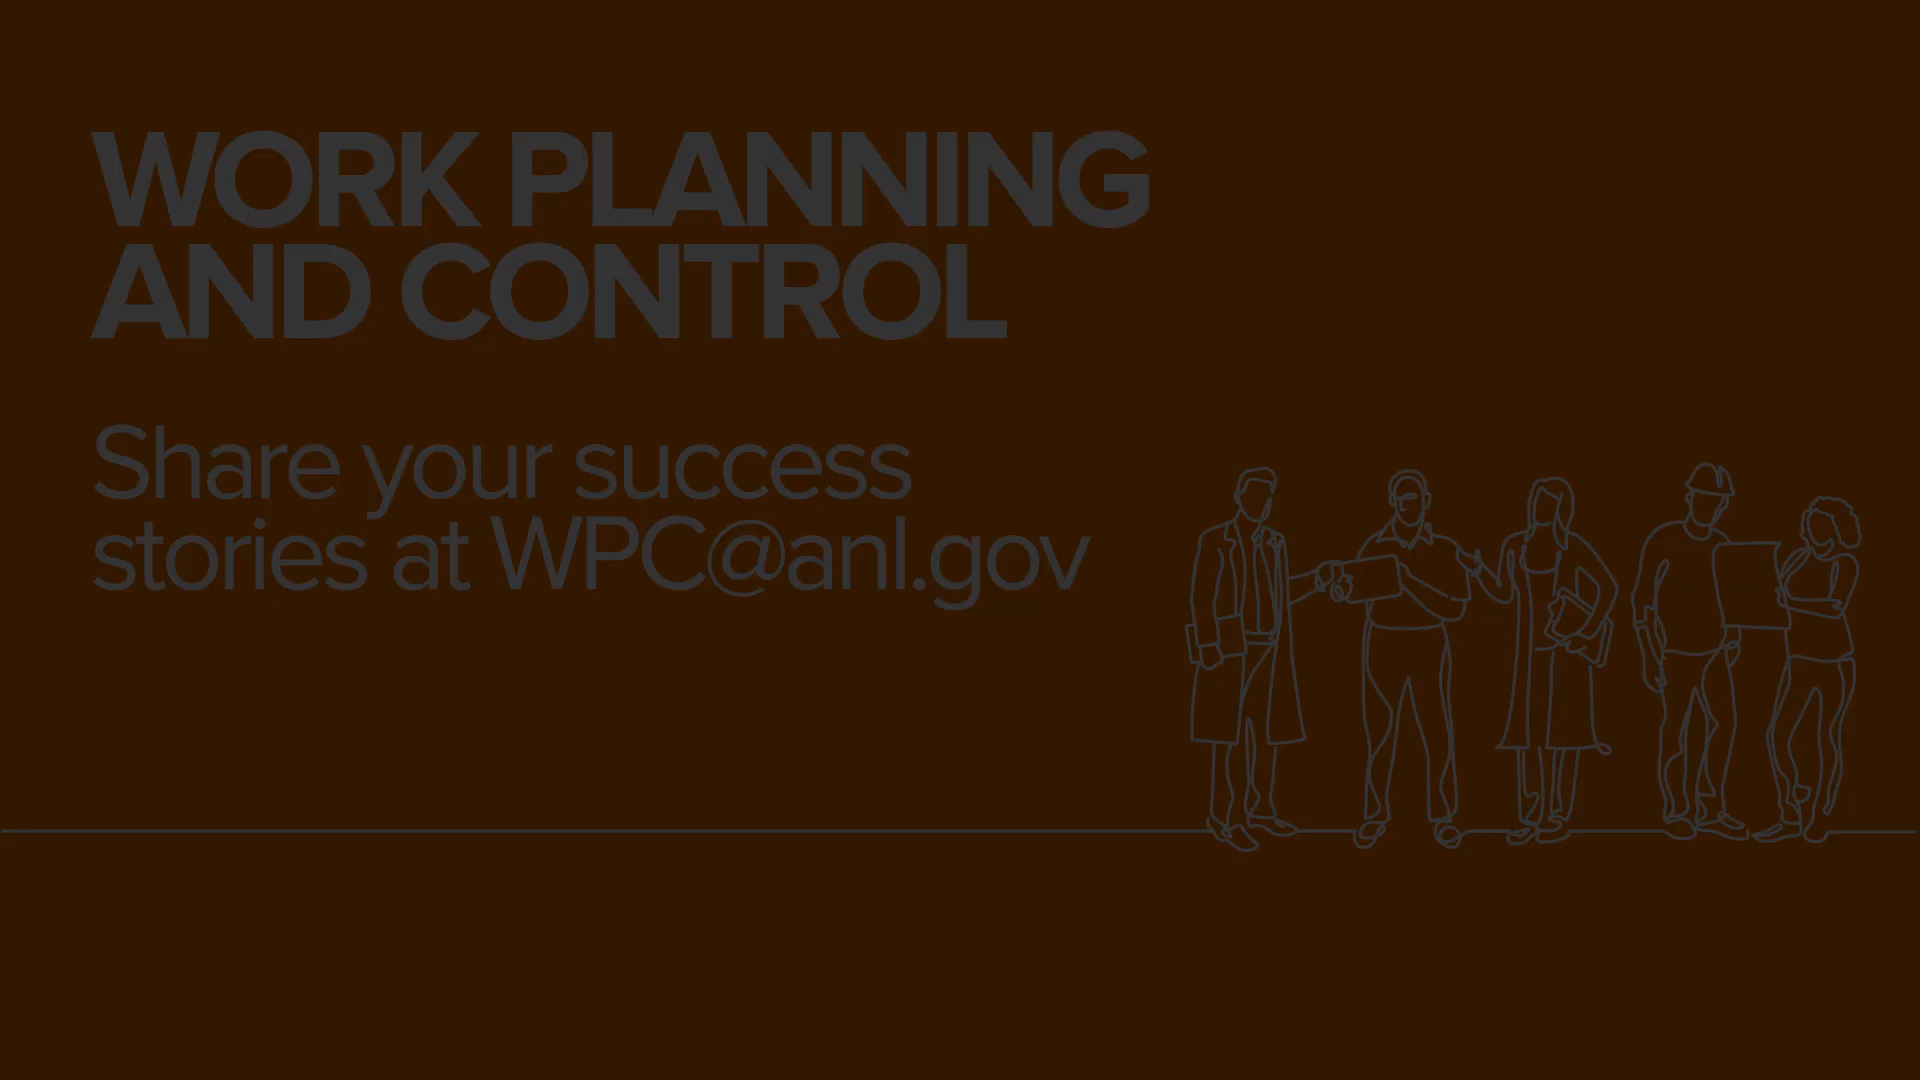 WORK PLANNING
AND CONTROL
Share your success
stories at WPC@anl.gov